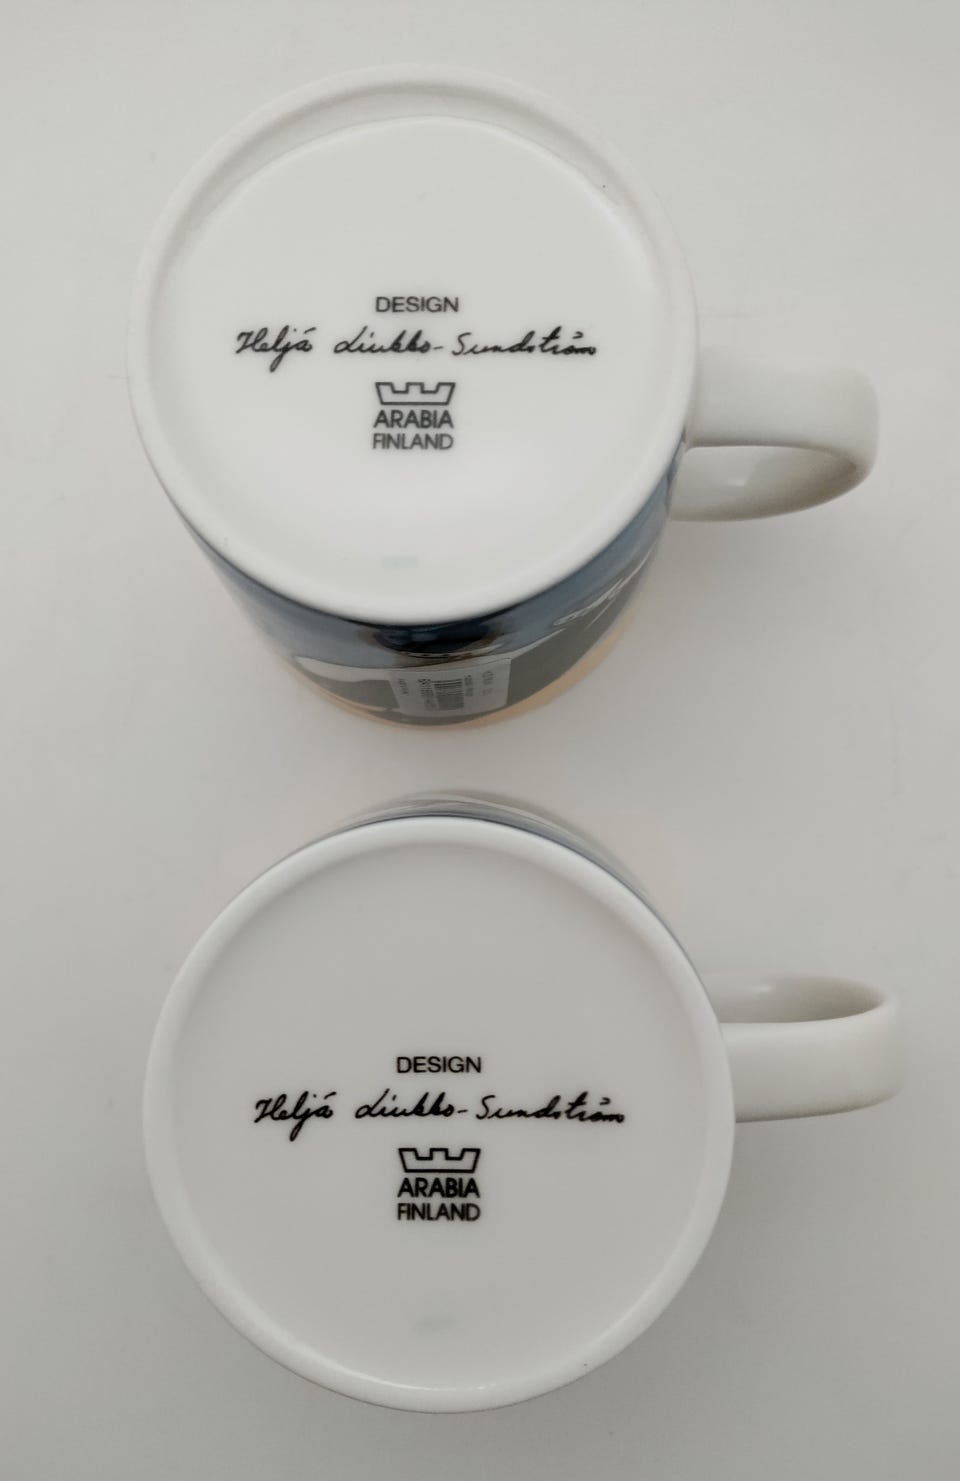 DESIGN
Heljä Liukko-Sundström
ARABIA
FINLAND
DESIGN
Heljä Liukko-Sundström
ARABIA
FINLAND